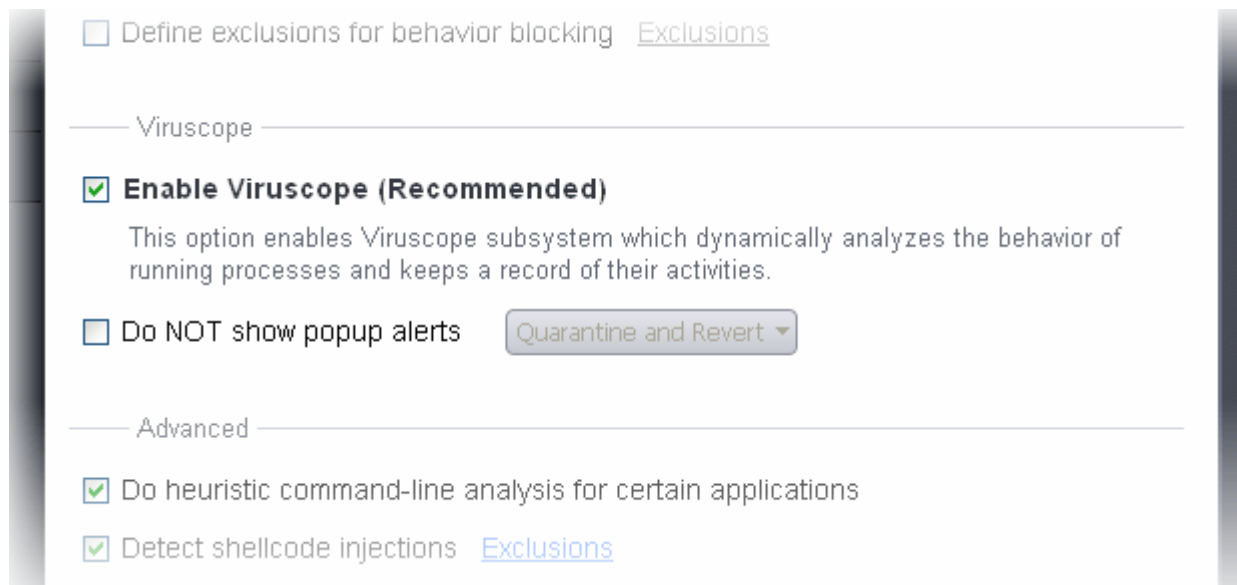 Define exclusions for behavior blocking Exclusions
Viruscope
Enable Viruscope (Recommended)
This option enables Viruscope subsystem which dynamically analyzes the behavior of
running processes and keeps a record of their activities.
Do NOT show popup alerts Quarantine and Revert
Advanced
Do heuristic command-line analysis for certain applications
Detect shellcode injections Exclusions